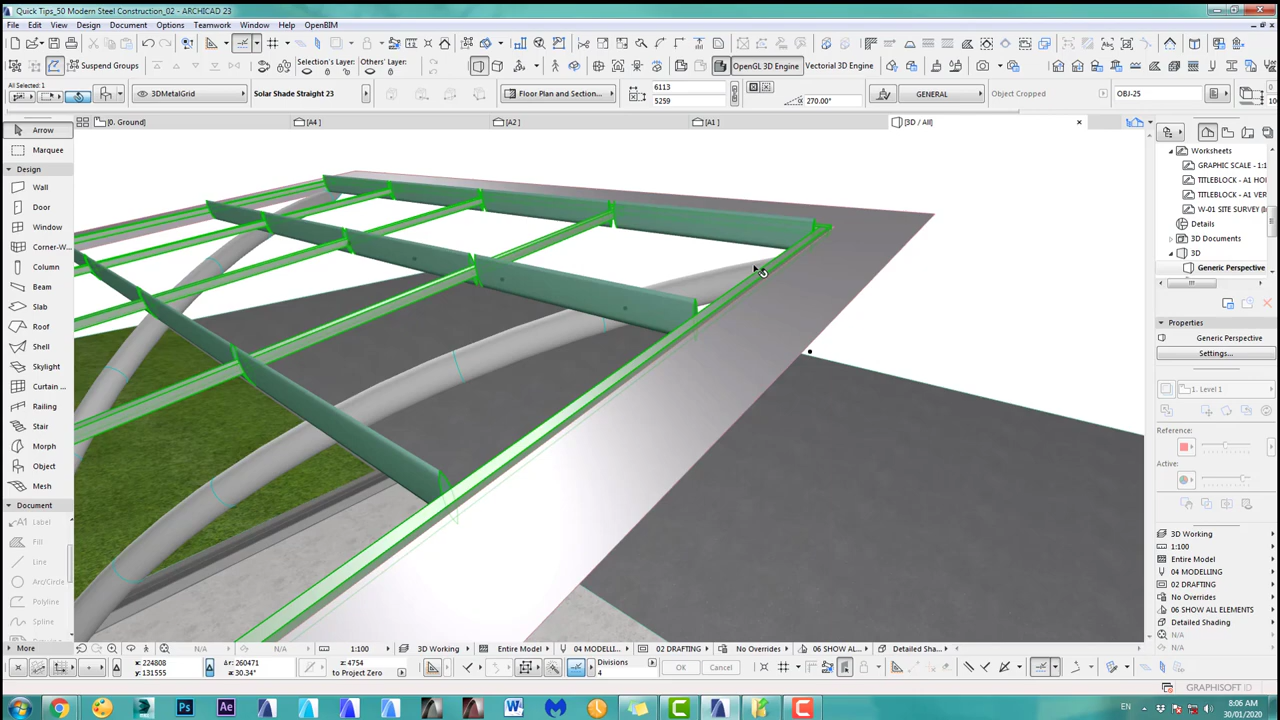 Quick Tips_50 Modern Steel Construction_02 - ARCHICAD 23
File Edit View Design Document Options Teamwork Window Refresh OpenBIM
Suspend Groups
Selection's Layer:
Others' Layer:
OpenGL 3D Engine
Vectorial 3D Engine
All Selected: 1
3DMetalGrid
Solar Shade Straight 23
Floor Plan and Section...
6113
5259
270.00°
GENERAL
Object Cropped
OBJ-25
[0. Ground]
[A4 ]
[A2 ]
[A1 ]
[3D / All]
Arrow
Marquee
Design
Wall
Door
Window
Corner-W...
Column
Beam
Slab
Roof
Shell
Skylight
Curtain ...
Railing
Stair
Morph
Object
Mesh
Document
Label
Fill
Line
Arc/Circle
Polyline
Spline
More
Worksheets
GRAPHIC SCALE - 1:1
TITLEBLOCK - A1 HOI
TITLEBLOCK - A1 VER
W-01 SITE SURVEY (I
Details
3D Documents
3D
Generic Perspective
Properties
Generic Perspective
Settings...
1. Level 1
Reference:
Active:
3D Working
1:100
Entire Model
04 MODELLING
02 DRAFTING
No Overrides
06 SHOW ALL ELEMENTS
Detailed Shading
N/A
N/A
N/A
1:100
3D Working
Entire Model
04 MODELLI...
02 DRAFTING
No Overrides
06 SHOW AL...
Detailed Sha...
x: 224808
y: 131555
Δr: 260471
a: 30.34°
z: 4754
to Project Zero
Divisions
4
OK
Cancel
GRAPHISOFT ID
EN
8:06 AM
30/01/2020